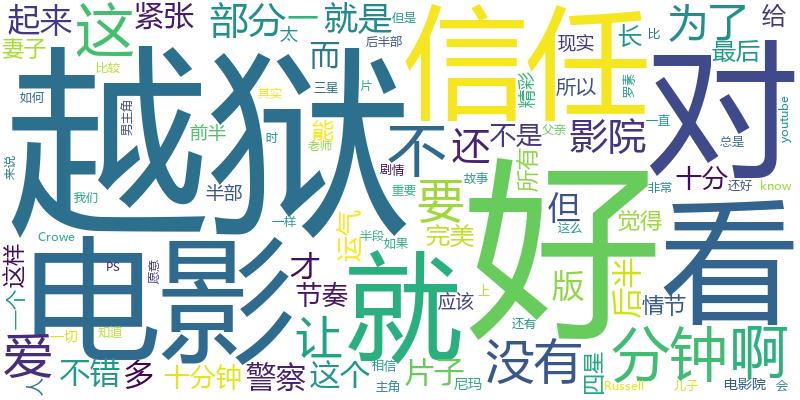 起来 这 紧张 部分 一 就是 但是 信任 为了 给
妻子 太 而 后半部 现实 长 比 最后
比较 越狱 三星 片 精彩 所以 罗素 对
如何 男主角 其实 能 不 还 不是 影院 youtube
前半 时 老师 父亲 一直 总是
来说 我们 半部 剧情 要 好 所有 十分 还好 know
重要 故事 但 非常
一样 运气 半段 完美 觉得 这么
Crowe 电影 如果 看
这样 PS 愿意 才 就 版 后半
一个 节奏 应该 上 情节
一切 知道 让 还有 没有 分钟 啊
爱 不错 多 十分钟 警察 这个 相信 片子 四星
人 主角 尼玛 Russell 儿子 电影院 会